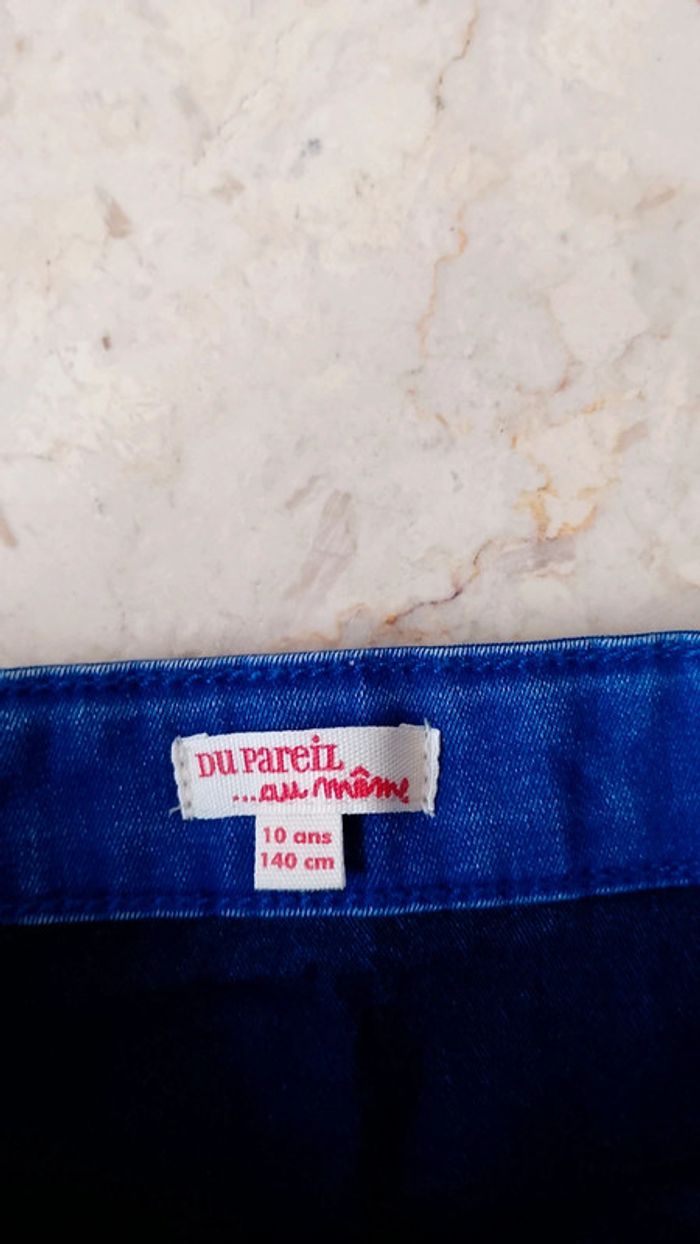 DU PAREIL
...au même
10 ans
140 cm